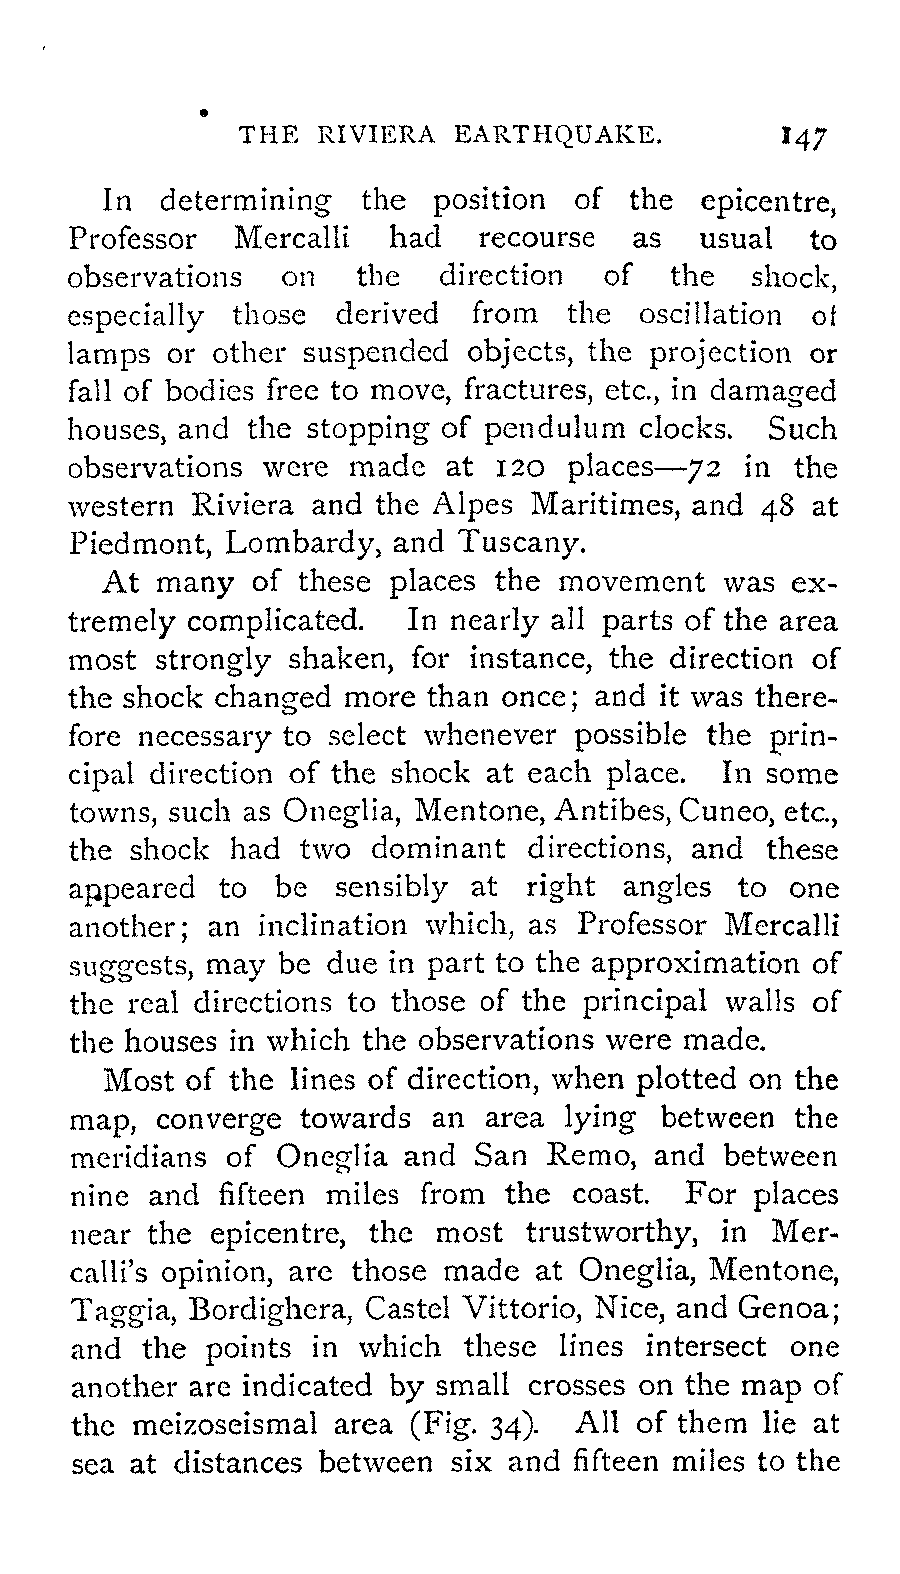 THE RIVIERA EARTHQUAKE. 147
In determining the position of the epicentre,
Professor Mercalli had recourse as usual to
observations on the direction of the shock,
especially those derived from the oscillation of
lamps or other suspended objects, the projection or
fall of bodies free to move, fractures, etc., in damaged
houses, and the stopping of pendulum clocks. Such
observations were made at 120 places—72 in the
western Riviera and the Alpes Maritimes, and 48 at
Piedmont, Lombardy, and Tuscany.
At many of these places the movement was ex-
tremely complicated. In nearly all parts of the area
most strongly shaken, for instance, the direction of
the shock changed more than once; and it was there-
fore necessary to select whenever possible the prin-
cipal direction of the shock at each place. In some
towns, such as Oneglia, Mentone, Antibes, Cuneo, etc.,
the shock had two dominant directions, and these
appeared to be sensibly at right angles to one
another; an inclination which, as Professor Mercalli
suggests, may be due in part to the approximation of
the real directions to those of the principal walls of
the houses in which the observations were made.
Most of the lines of direction, when plotted on the
map, converge towards an area lying between the
meridians of Oneglia and San Remo, and between
nine and fifteen miles from the coast. For places
near the epicentre, the most trustworthy, in Mer-
calli's opinion, are those made at Oneglia, Mentone,
Taggia, Bordighera, Castel Vittorio, Nice, and Genoa;
and the points in which these lines intersect one
another are indicated by small crosses on the map of
the meizoseismal area (Fig. 34). All of them lie at
sea at distances between six and fifteen miles to the